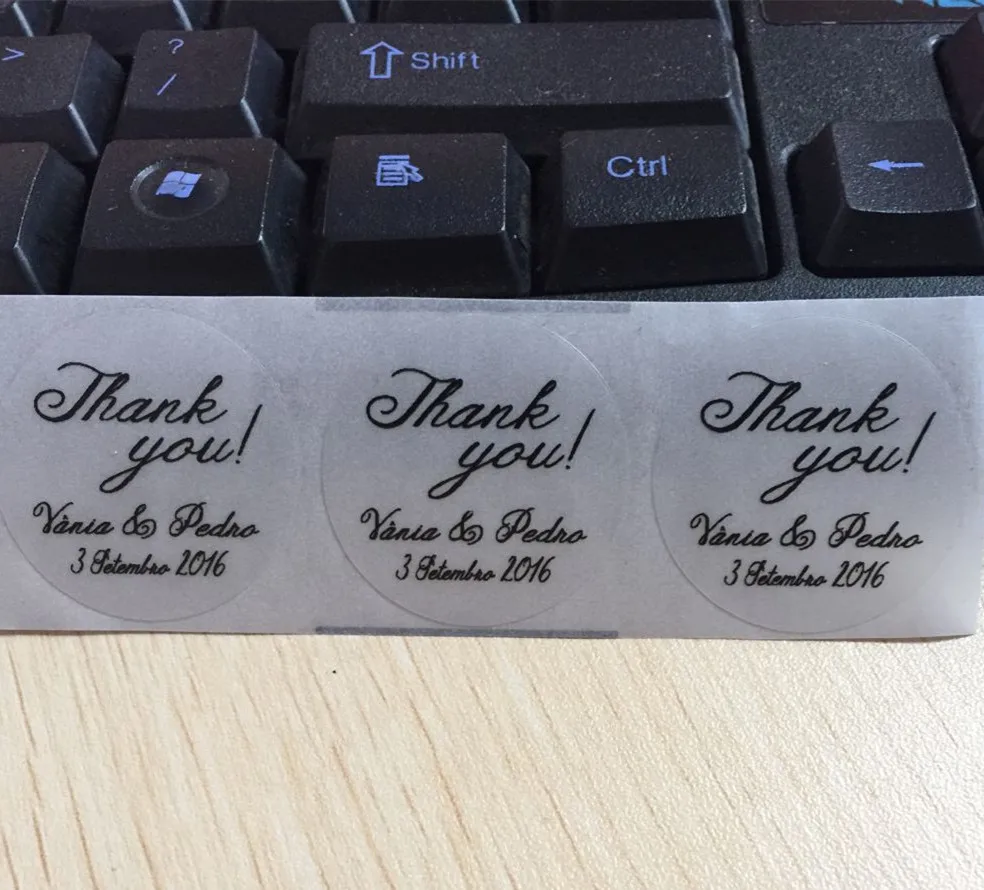 >
?
/
Shift
Ctrl
Thank
you!
Vânia & Pedro
3 Setembro 2016
Thank
you!
Vânia & Pedro
3 Setembro 2016
Thank
you!
Vânia & Pedro
3 Setembro 2016